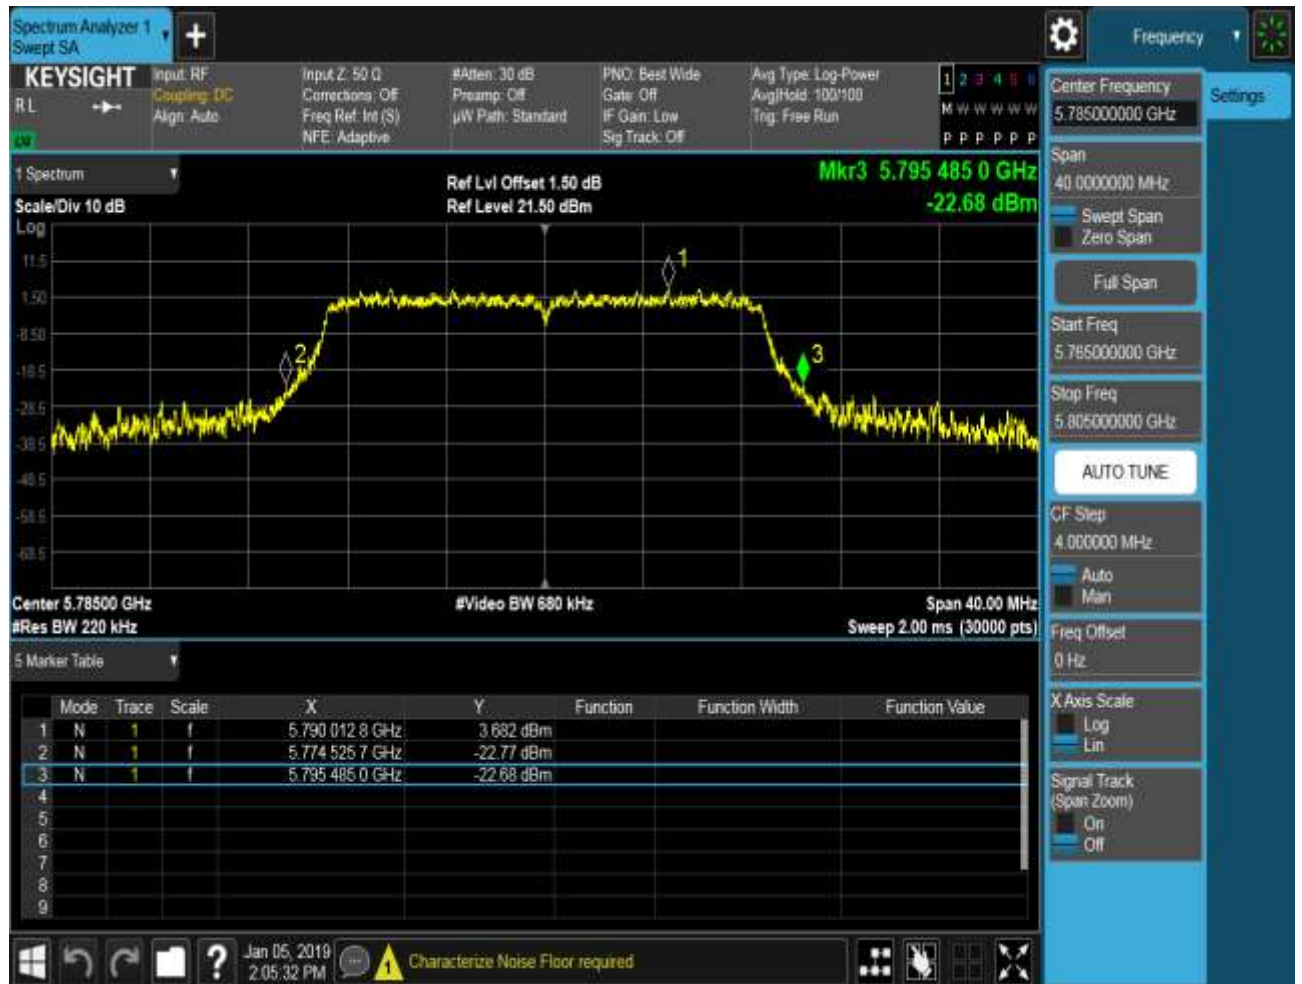 Spectrum Analyzer 1
Swept SA
Frequency
KEYSIGHT
R L
Input: RF
Coupling: DC
Align: Auto
Input Z: 50 Ω
Corrections: Off
Freq Ref: Int (S)
NFE: Adaptive
#Atten: 30 dB
Preamp: Off
µW Path: Standard
PNO: Best Wide
Gate: Off
IF Gain: Low
Sig Track: Off
Avg Type: Log-Power
Avg|Hold: 100/100
Trig: Free Run
1 2 3 4 5 6
M W W W W W
P P P P P P
1 Spectrum
Scale/Div 10 dB
Log
Ref Lvl Offset 1.50 dB
Ref Level 21.50 dBm
Mkr3 5.795 485 0 GHz
-22.68 dBm
11.5
1.50
-8.50
-18.5
-28.5
-38.5
-48.5
-58.5
-68.5
1
2
3
Center 5.78500 GHz
#Res BW 220 kHz
#Video BW 680 kHz
Span 40.00 MHz
Sweep 2.00 ms (30000 pts)
5 Marker Table
Mode Trace Scale X Y Function Function Width Function Value
1 N 1 f 5.790 012 8 GHz 3.682 dBm
2 N 1 f 5.774 525 7 GHz -22.77 dBm
3 N 1 f 5.795 485 0 GHz -22.68 dBm
4
5
6
7
8
9
Center Frequency
5.785000000 GHz
Settings
Span
40.0000000 MHz
Swept Span
Zero Span
Full Span
Start Freq
5.765000000 GHz
Stop Freq
5.805000000 GHz
AUTO TUNE
CF Step
4.000000 MHz
Auto
Man
Freq Offset
0 Hz
X Axis Scale
Log
Lin
Signal Track
(Span Zoom)
On
Off
?
Jan 05, 2019
2:05:32 PM
1
Characterize Noise Floor required